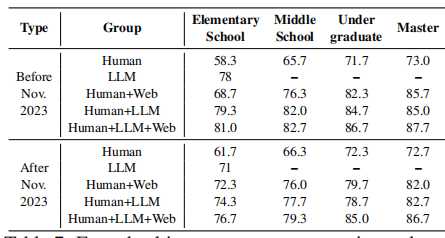 Type Group Elementary School Middle School Under graduate Master
Before Nov. 2023
Human 58.3 65.7 71.7 73.0
LLM 78 – – –
Human+Web 68.7 76.3 82.3 85.7
Human+LLM 79.3 82.0 84.7 85.0
Human+LLM+Web 81.0 82.7 86.7 87.7
After Nov. 2023
Human 61.7 66.3 72.3 72.7
LLM 71 – – –
Human+Web 72.3 76.0 78.7 82.0
Human+LLM 74.3 77.7 78.7 82.7
Human+LLM+Web 76.7 79.3 85.0 86.7